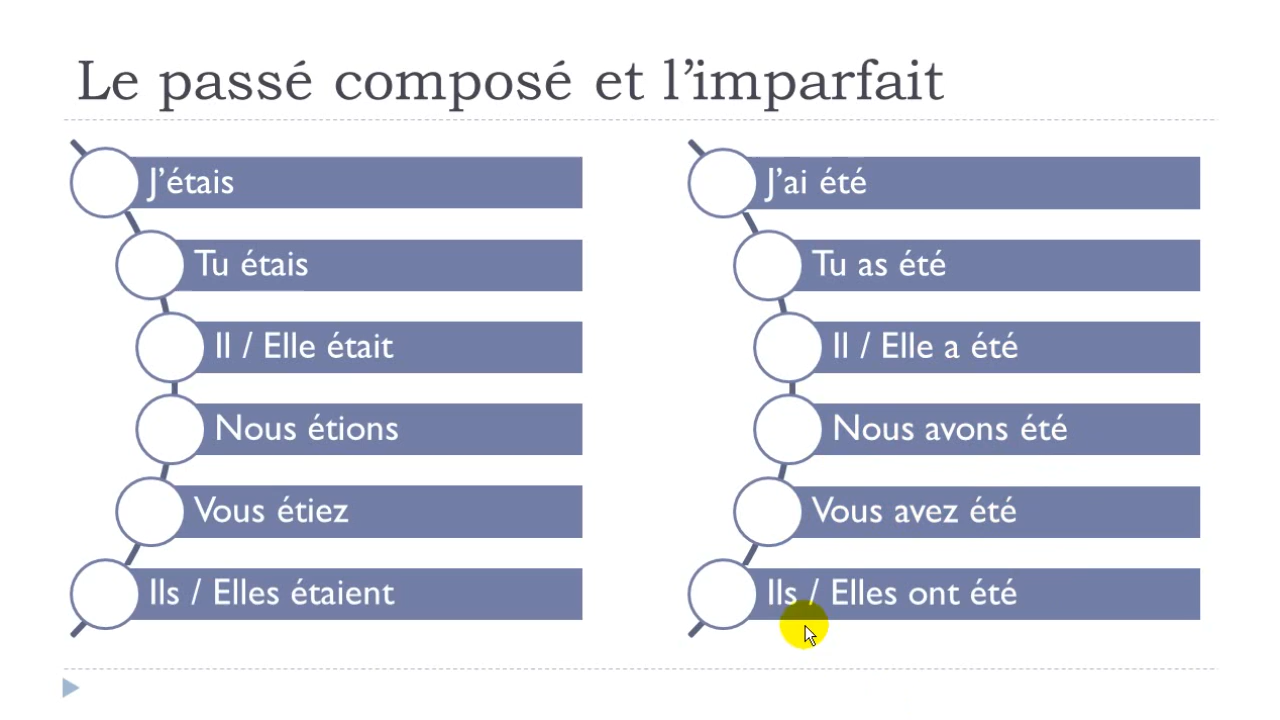 Le passé composé et l’imparfait
J’étais
Tu étais
Il / Elle était
Nous étions
Vous étiez
Ils / Elles étaient
J’ai été
Tu as été
Il / Elle a été
Nous avons été
Vous avez été
Ils / Elles ont été